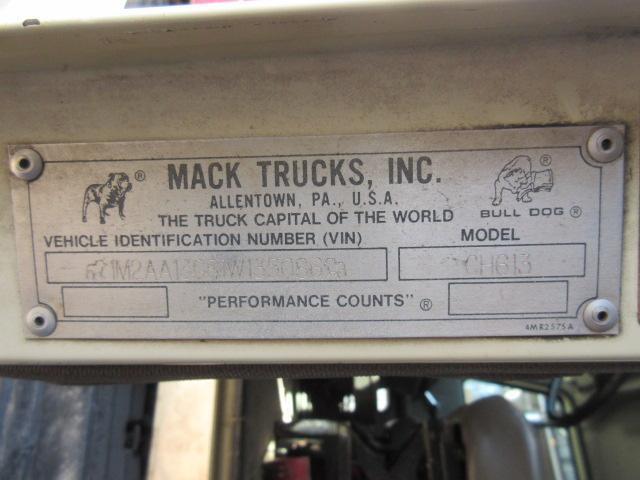 MACK TRUCKS, INC.
ALLENTOWN, PA., U.S.A.
THE TRUCK CAPITAL OF THE WORLD
BULL DOG ®
VEHICLE IDENTIFICATION NUMBER (VIN)
MODEL
CH613
"PERFORMANCE COUNTS" ®
4MR2575A